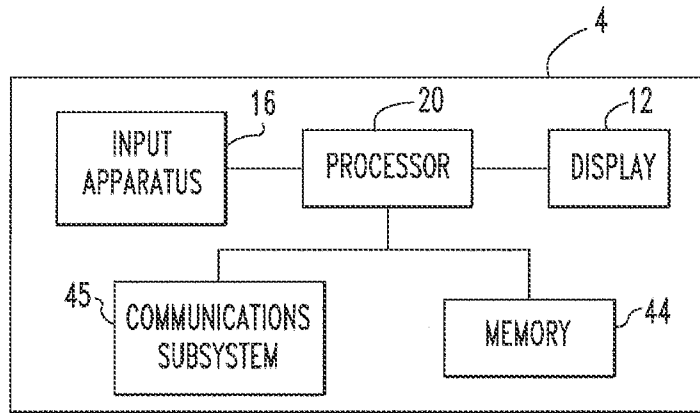 4
16
20
12
INPUT
APPARATUS
PROCESSOR
DISPLAY
45
COMMUNICATIONS
SUBSYSTEM
MEMORY
44